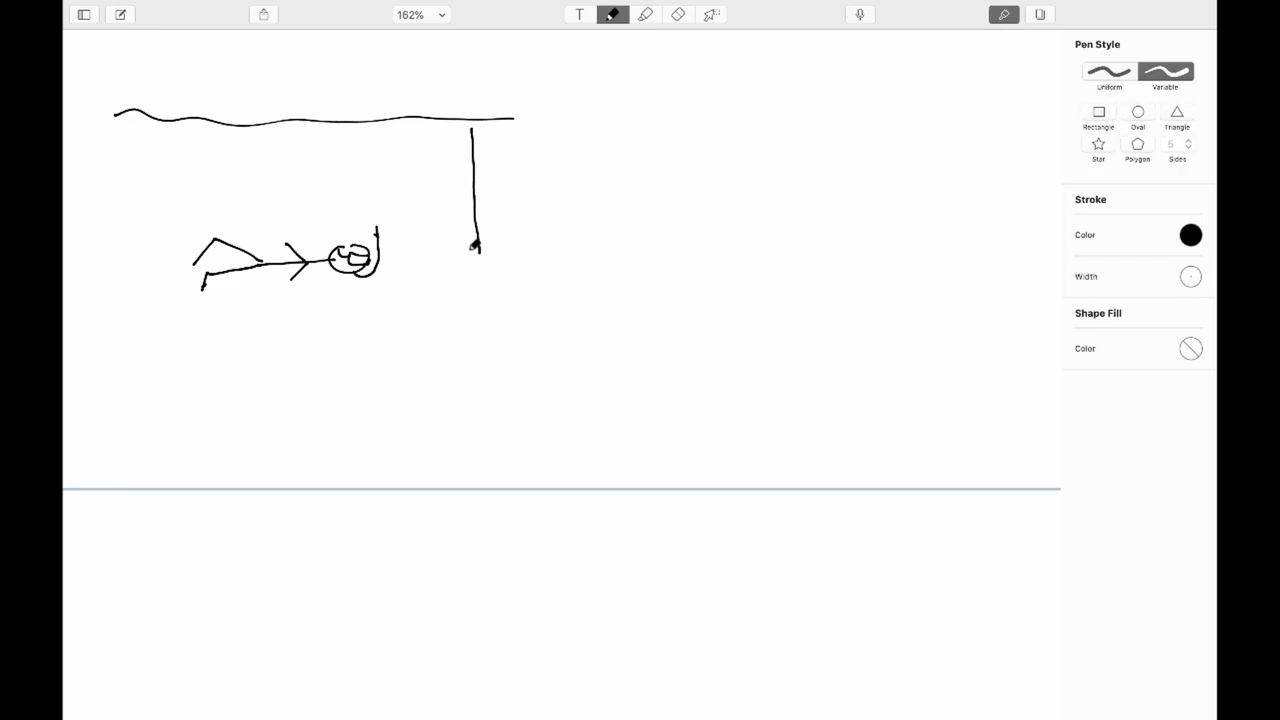 162%
T
Pen Style
Uniform
Variable
Rectangle
Oval
Triangle
5
Star
Polygon
Sides
Stroke
Color
Width
Shape Fill
Color